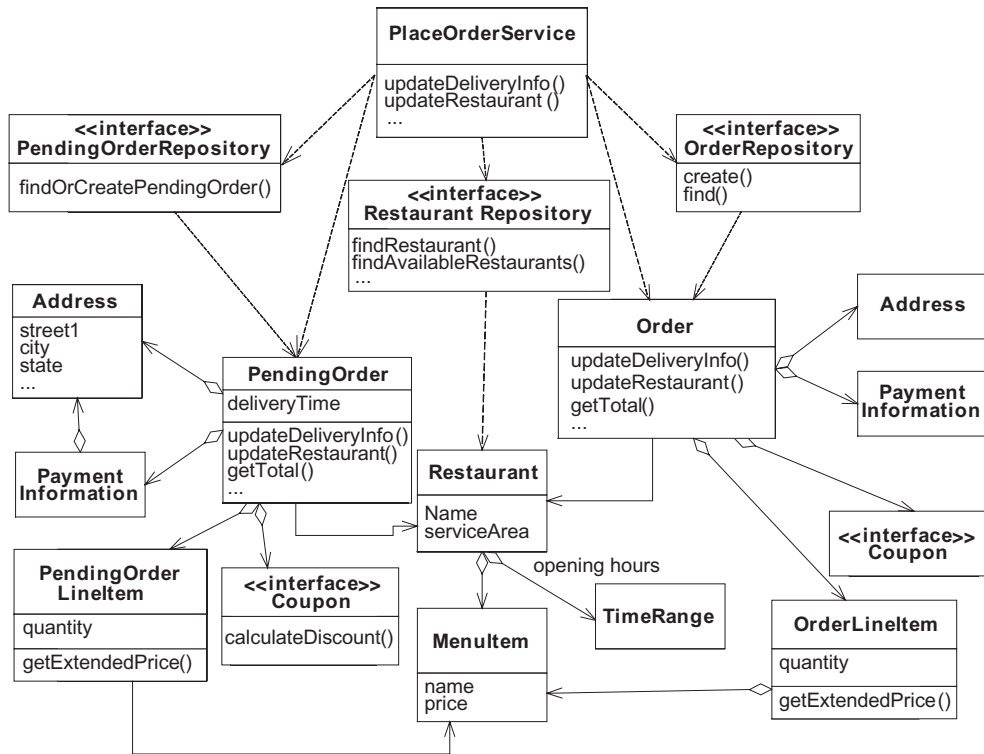 PlaceOrderService
updateDeliveryInfo()
updateRestaurant()
...
<<interface>>
PendingOrderRepository
findOrCreatePendingOrder()
<<interface>>
Restaurant Repository
findRestaurant()
findAvailableRestaurants()
...
<<interface>>
OrderRepository
create()
find()
Address
street1
city
state
...
PendingOrder
deliveryTime
updateDeliveryInfo()
updateRestaurant()
getTotal()
...
Order
updateDeliveryInfo()
updateRestaurant()
getTotal()
...
Address
Payment
Information
Payment
Information
Restaurant
Name
serviceArea
opening hours
<<interface>>
Coupon
PendingOrder
LineItem
quantity
getExtendedPrice()
<<interface>>
Coupon
calculateDiscount()
MenuItem
name
price
TimeRange
OrderLineItem
quantity
getExtendedPrice()